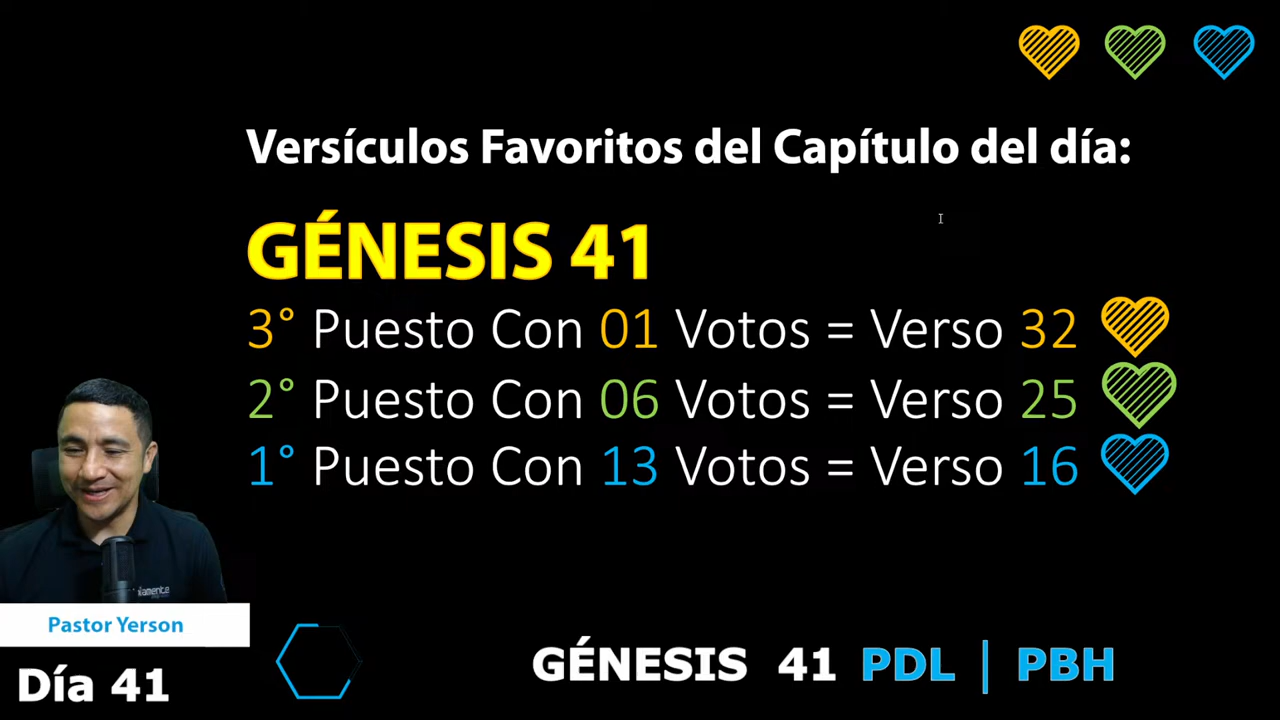 Versículos Favoritos del Capítulo del día:
GÉNESIS 41
3° Puesto Con 01 Votos = Verso 32
2° Puesto Con 06 Votos = Verso 25
1° Puesto Con 13 Votos = Verso 16
Pastor Yerson
Día 41
GÉNESIS 41 PDL | PBH